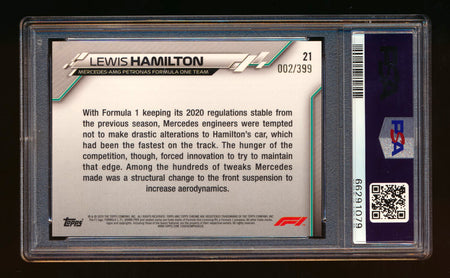 LEWIS HAMILTON
MERCEDES-AMG PETRONAS FORMULA ONE TEAM
21
002/399
With Formula 1 keeping its 2020 regulations stable from
the previous season, Mercedes engineers were tempted
not to make drastic alterations to Hamilton's car, which
had been the fastest on the track. The hunger of the
competition, though, forced innovation to try to maintain
that edge. Among the hundreds of tweaks Mercedes
made was a structural change to the front suspension to
increase aerodynamics.
Topps
F1
PSA
66291079